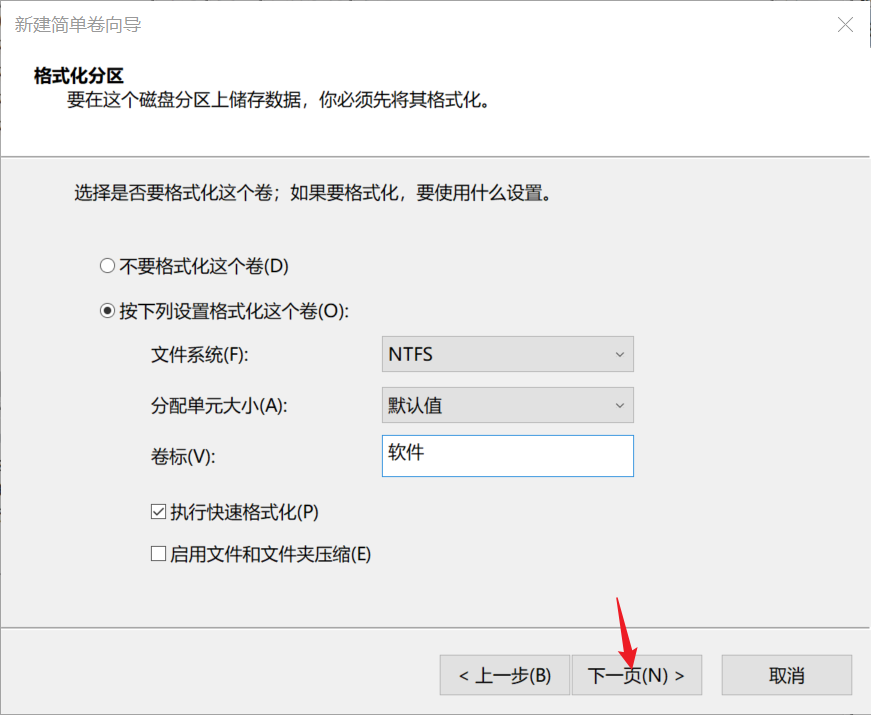 新建简单卷向导
格式化分区
要在这个磁盘分区上储存数据，你必须先将其格式化。
选择是否要格式化这个卷；如果要格式化，要使用什么设置。
不要格式化这个卷(D)
按下列设置格式化这个卷(O):
文件系统(F): NTFS
分配单元大小(A): 默认值
卷标(V): 软件
执行快速格式化(P)
启用文件和文件夹压缩(E)
< 上一步(B) 下一页(N) > 取消